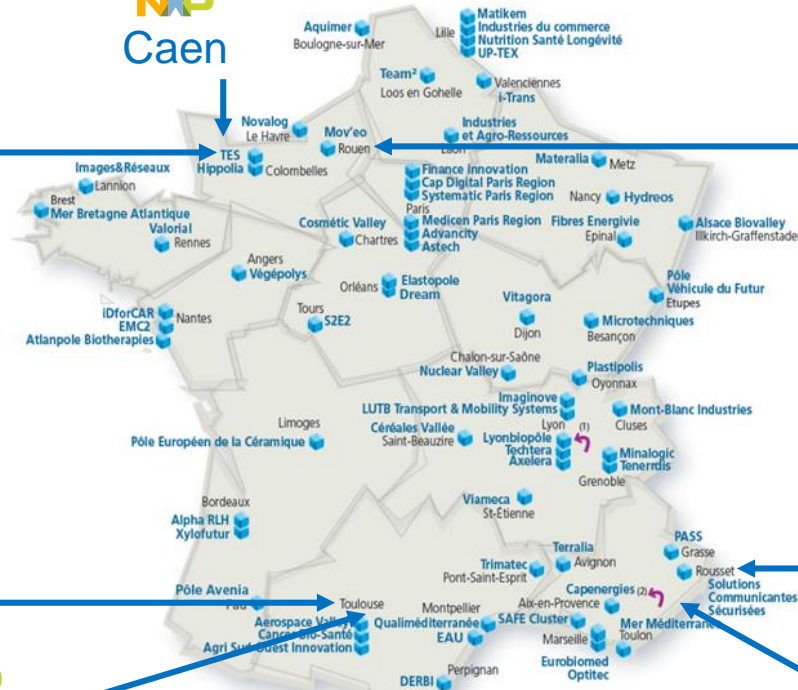 NXP
Caen
Aquimer
Boulogne-sur-Mer
Lille
Matikem
Industries du commerce
Nutrition Santé Longévité
UP-TEX
Team²
Loos en Gohelle
Valenciennes
i-Trans
Novalog
Le Havre
Mov'eo
Rouen
Industries
et Agro-Ressources
Laon
TES
Hippolia
Colombelles
Materalia
Metz
Images&Réseaux
Lannion
Finance Innovation
Cap Digital Paris Region
Systematic Paris Region
Paris
Medicen Paris Region
Advancity
Astech
Nancy
Hydreos
Brest
Mer Bretagne Atlantique
Valorial
Rennes
Cosmétic Valley
Chartres
Fibres Energivie
Epinal
Alsace Biovalley
Illkirch-Graffenstade
Angers
Végépolys
Orléans
Elastopole
Dream
Pôle
Véhicule du Futur
Etupes
iDforCAR
EMC2
Atlanpole Biotherapies
Nantes
Tours
S2E2
Vitagora
Dijon
Microtechniques
Besançon
Chalon-sur-Saône
Nuclear Valley
Plastipolis
Oyonnax
Imaginove
LUTB Transport & Mobility Systems
Lyon (1)
Mont-Blanc Industries
Cluses
Limoges
Pôle Européen de la Céramique
Céréales Vallée
Saint-Beauzire
Lyonbiopôle
Techtera
Axelera
Minalogic
Tenerrdis
Grenoble
Viameca
St-Étienne
Bordeaux
Alpha RLH
Xylofutur
PASS
Grasse
Terralia
Avignon
Trimatec
Pont-Saint-Esprit
Rousset
Solutions
Communicantes
Sécurisées
Pôle Avenia
Pau
Toulouse
Montpellier
Capenergies (2)
Aix-en-Provence
Aerospace Valley
Cancer-Bio-Santé
Agri Sud-Ouest Innovation
Qualiméditerranée
EAU
SAFE Cluster
Marseille
Mer Méditerranée
Toulon
Eurobiomed
Optitec
Perpignan
DERBI